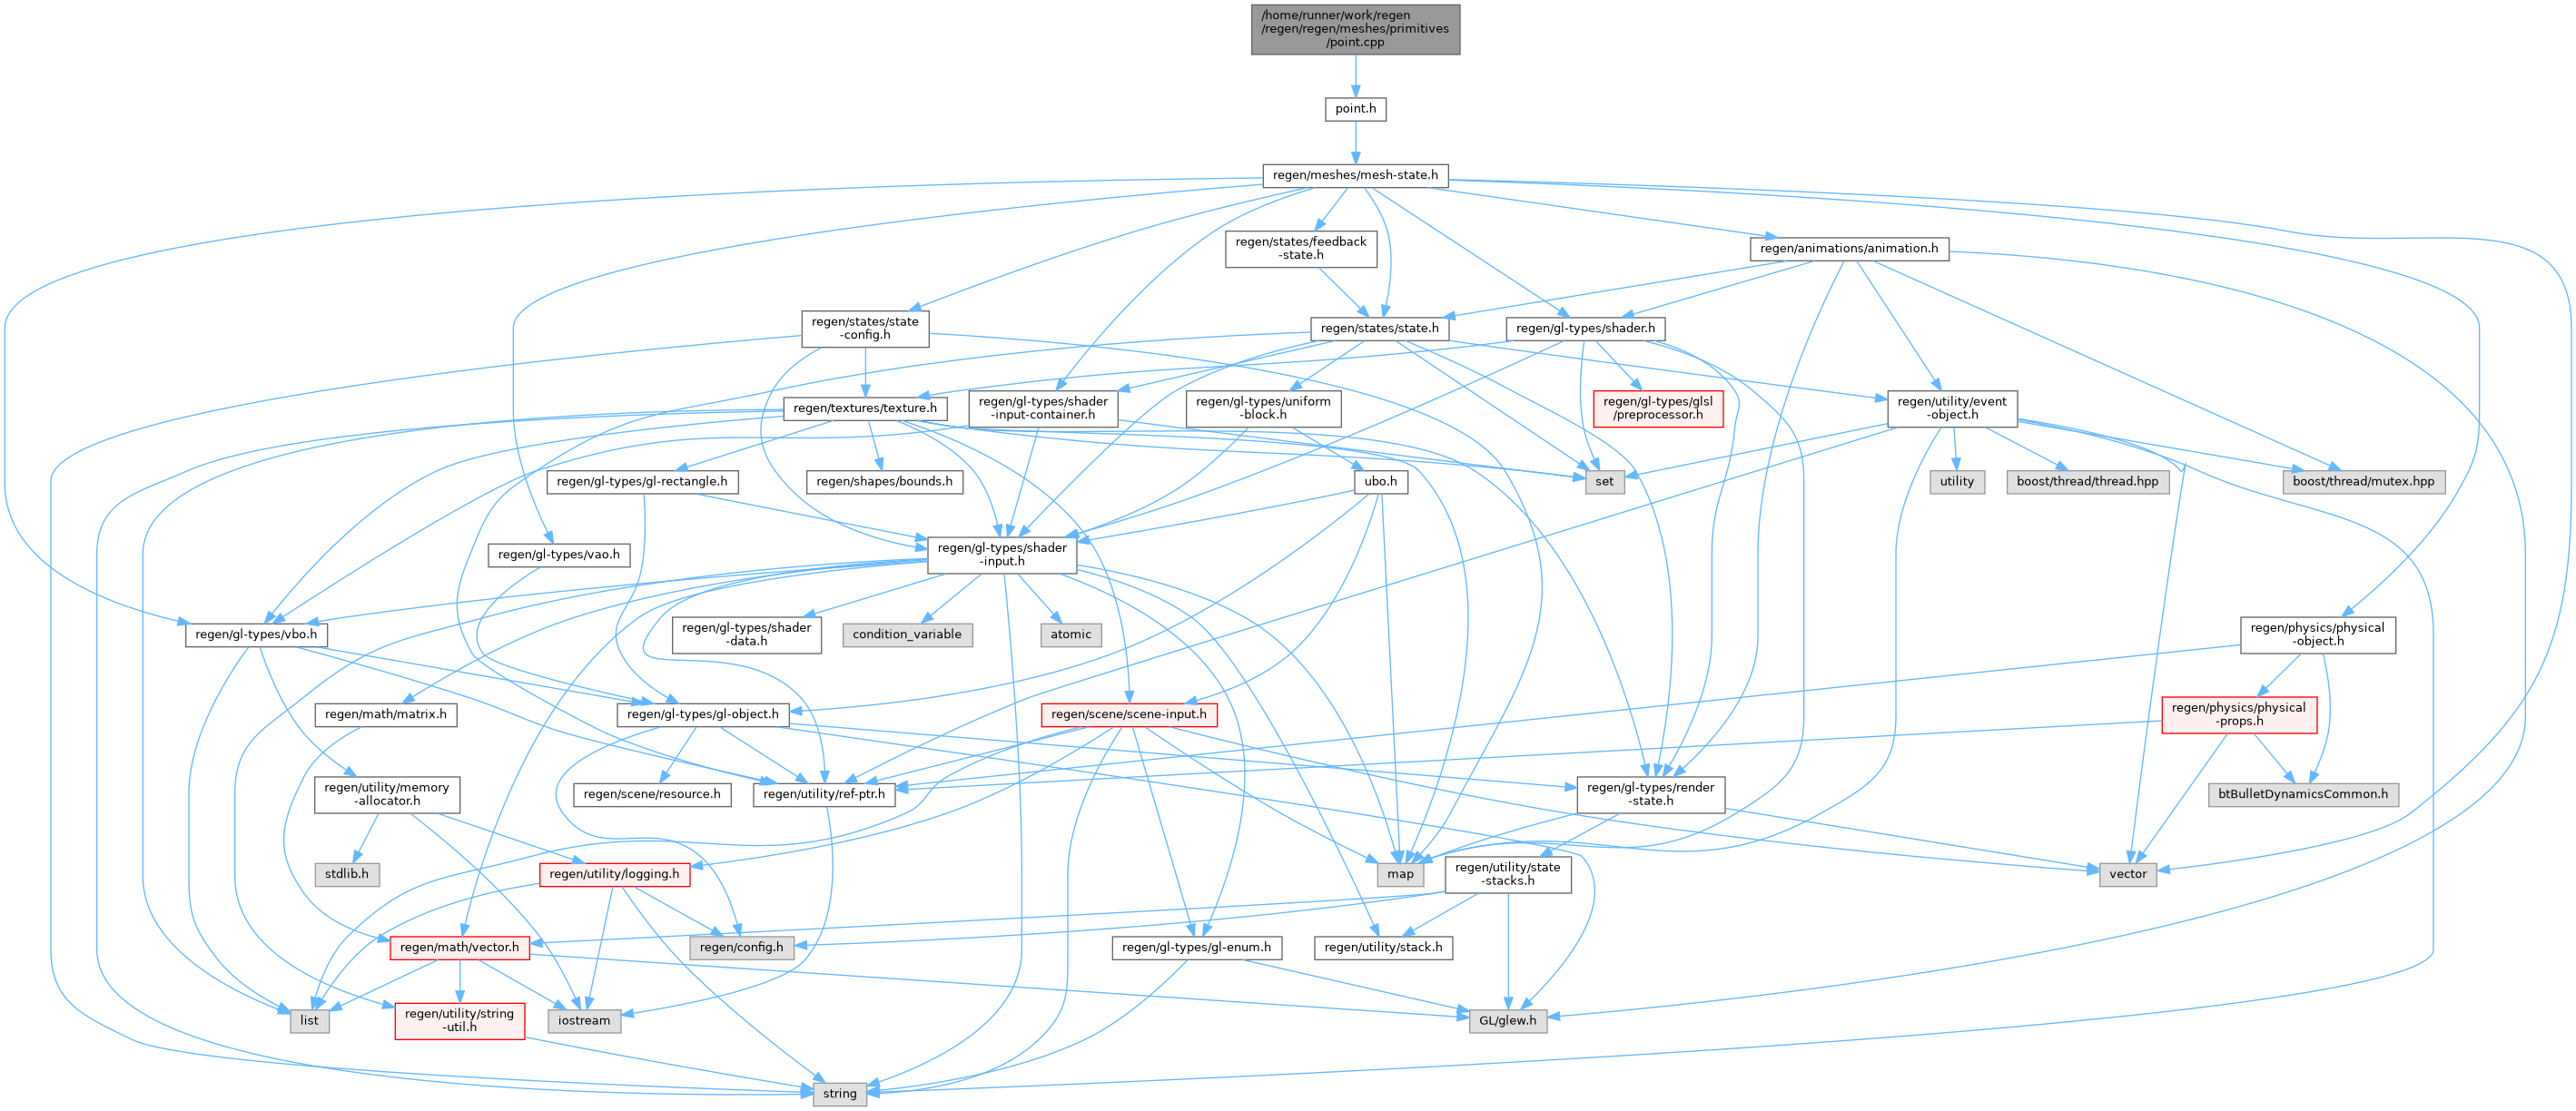 /home/runner/work/regen
/regen/regen/meshes/primitives
/point.cpp
point.h
regen/meshes/mesh-state.h
regen/states/feedback
-state.h
regen/animations/animation.h
regen/states/state
-config.h
regen/states/state.h
regen/gl-types/shader.h
regen/textures/texture.h
regen/gl-types/shader
-input-container.h
regen/gl-types/uniform
-block.h
regen/gl-types/glsl
/preprocessor.h
regen/utility/event
-object.h
regen/gl-types/gl-rectangle.h
regen/shapes/bounds.h
ubo.h
set
utility
boost/thread/thread.hpp
boost/thread/mutex.hpp
regen/gl-types/vao.h
regen/gl-types/shader
-input.h
regen/gl-types/vbo.h
regen/gl-types/shader
-data.h
condition_variable
atomic
regen/physics/physical
-object.h
regen/math/matrix.h
regen/gl-types/gl-object.h
regen/scene/scene-input.h
regen/physics/physical
-props.h
regen/utility/memory
-allocator.h
regen/scene/resource.h
regen/utility/ref-ptr.h
regen/gl-types/render
-state.h
btBulletDynamicsCommon.h
stdlib.h
regen/utility/logging.h
map
regen/utility/state
-stacks.h
vector
regen/math/vector.h
regen/config.h
regen/gl-types/gl-enum.h
regen/utility/stack.h
list
regen/utility/string
-util.h
iostream
GL/glew.h
string